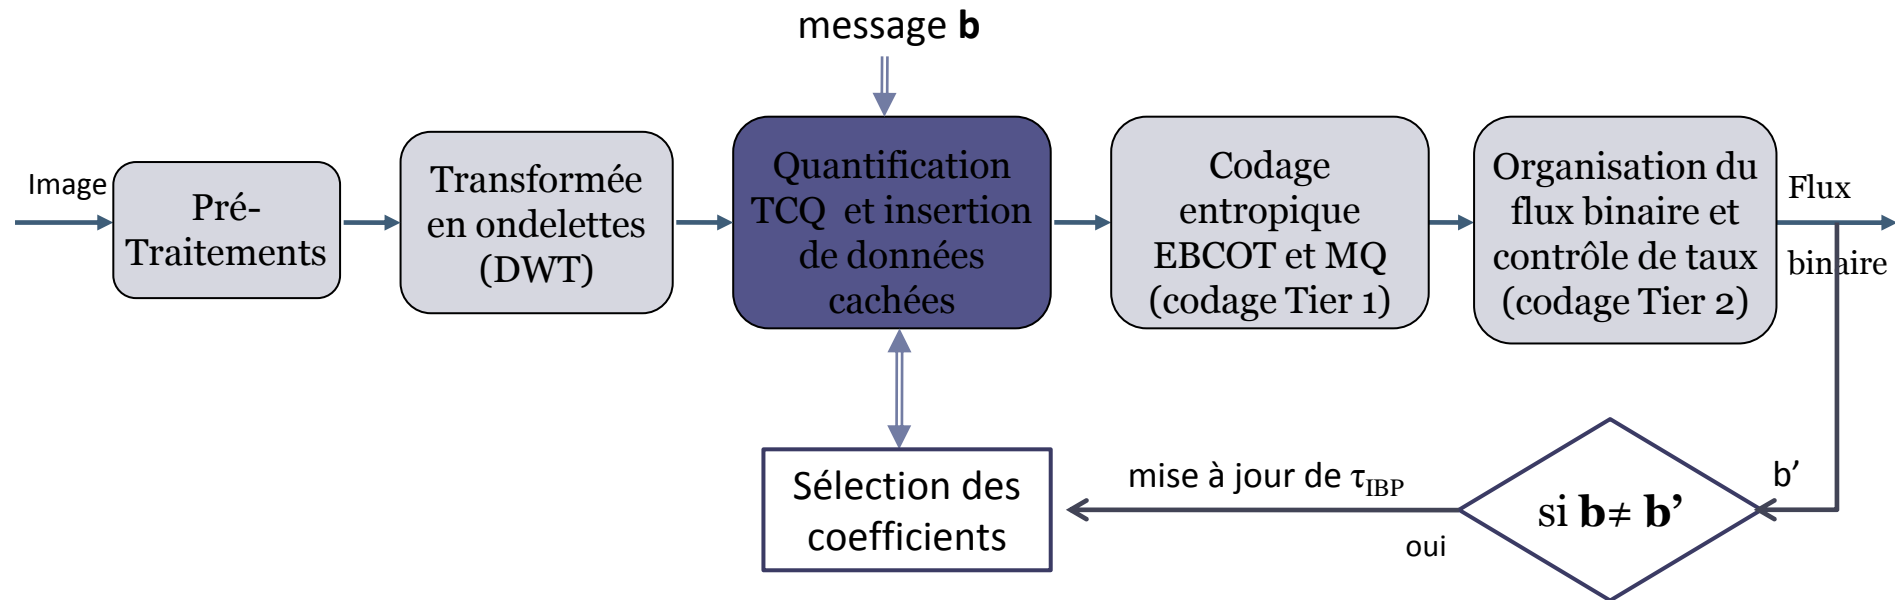 message b
Image
Pré-
Traitements
Transformée
en ondelettes
(DWT)
Quantification
TCQ et insertion
de données
cachées
Codage
entropique
EBCOT et MQ
(codage Tier 1)
Organisation du
flux binaire et
contrôle de taux
(codage Tier 2)
Flux
binaire
Sélection des
coefficients
mise à jour de τIBP
oui
si b≠ b’
b’